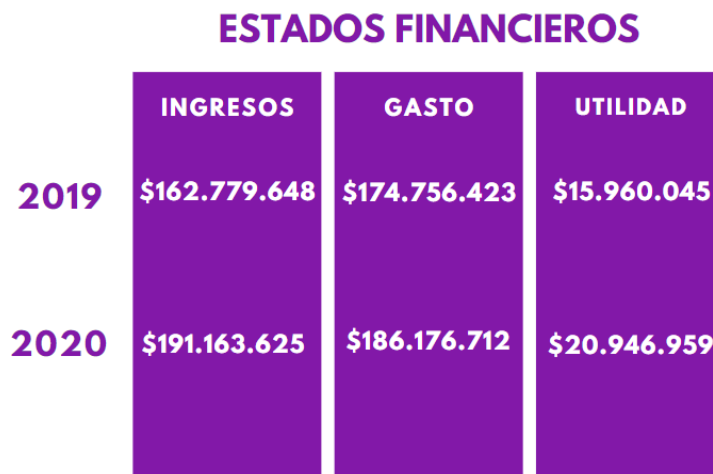 ESTADOS FINANCIEROS
INGRESOS GASTO UTILIDAD
2019 $162.779.648 $174.756.423 $15.960.045
2020 $191.163.625 $186.176.712 $20.946.959